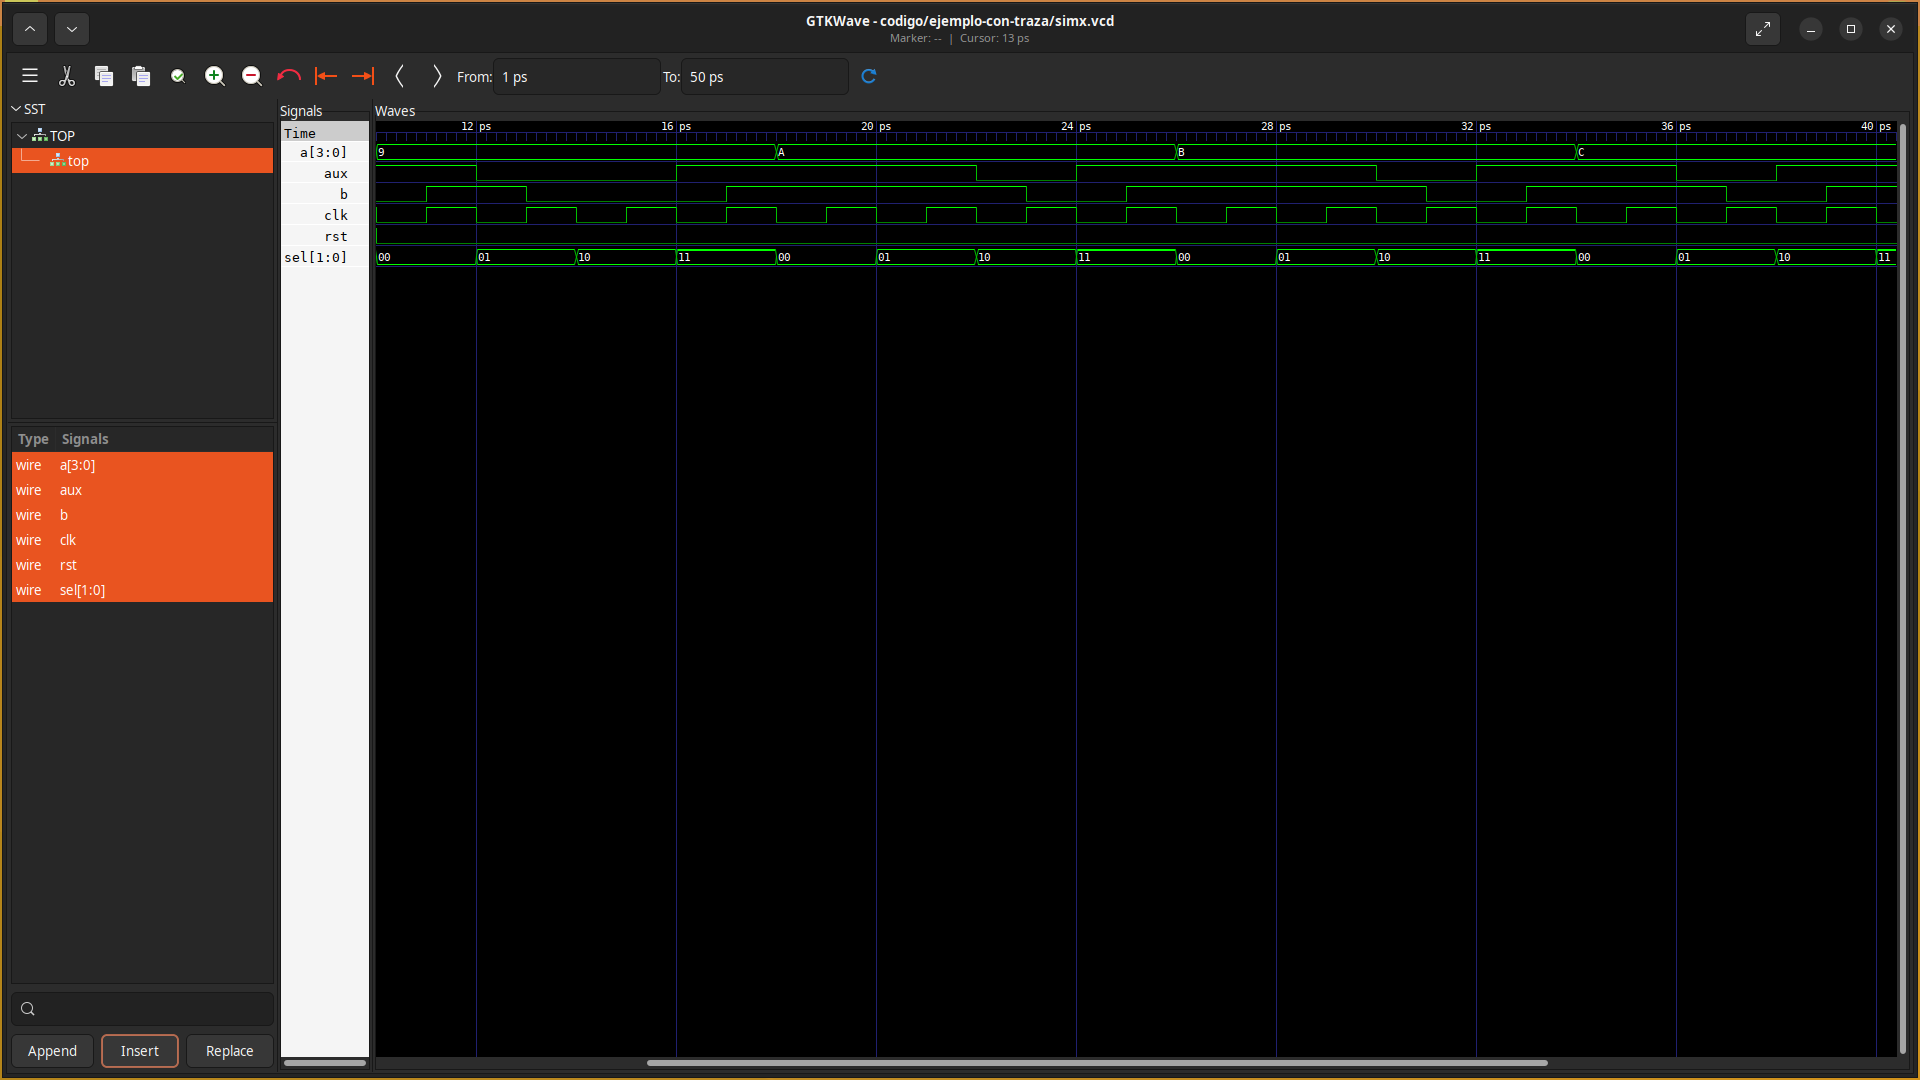 GTKWave - codigo/ejemplo-con-traza/simx.vcd
Marker: -- | Cursor: 13 ps
From: 1 ps To: 50 ps
SST
TOP
top
Type Signals
wire a[3:0]
wire aux
wire b
wire clk
wire rst
wire sel[1:0]
Append Insert Replace
Signals
Time
a[3:0]
aux
b
clk
rst
sel[1:0]
Waves
12 ps 16 ps 20 ps 24 ps 28 ps 32 ps 36 ps 40 ps
9 A B C
00 01 10 11 00 01 10 11 00 01 10 11 00 01 10 11